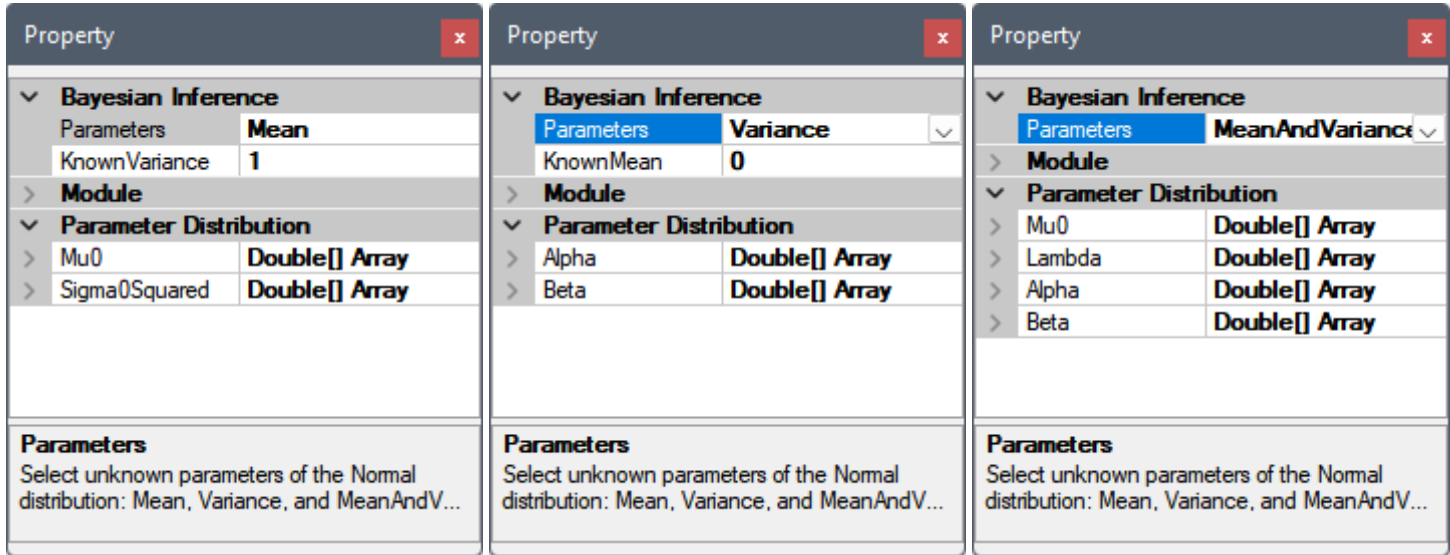 Property
x
Bayesian Inference
Parameters Mean
KnownVariance 1
Module
Parameter Distribution
Mu0 Double[] Array
Sigma0Squared Double[] Array
Parameters
Select unknown parameters of the Normal
distribution: Mean, Variance, and MeanAndV...
Property
x
Bayesian Inference
Parameters Variance
KnownMean 0
Module
Parameter Distribution
Alpha Double[] Array
Beta Double[] Array
Parameters
Select unknown parameters of the Normal
distribution: Mean, Variance, and MeanAndV...
Property
x
Bayesian Inference
Parameters MeanAndVariance
Module
Parameter Distribution
Mu0 Double[] Array
Lambda Double[] Array
Alpha Double[] Array
Beta Double[] Array
Parameters
Select unknown parameters of the Normal
distribution: Mean, Variance, and MeanAndV...